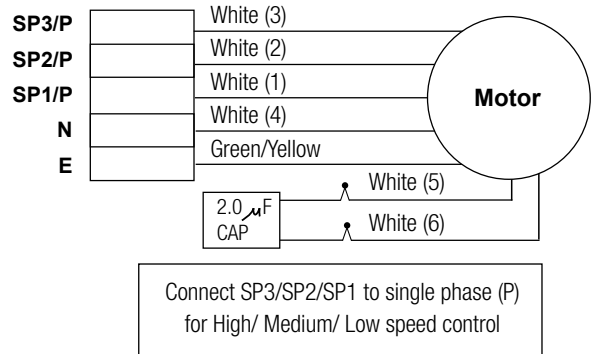 SP3/P White (3)
SP2/P White (2)
SP1/P White (1)
N White (4)
E Green/Yellow
Motor
White (5)
2.0 μF
CAP
White (6)
Connect SP3/SP2/SP1 to single phase (P)
for High/ Medium/ Low speed control